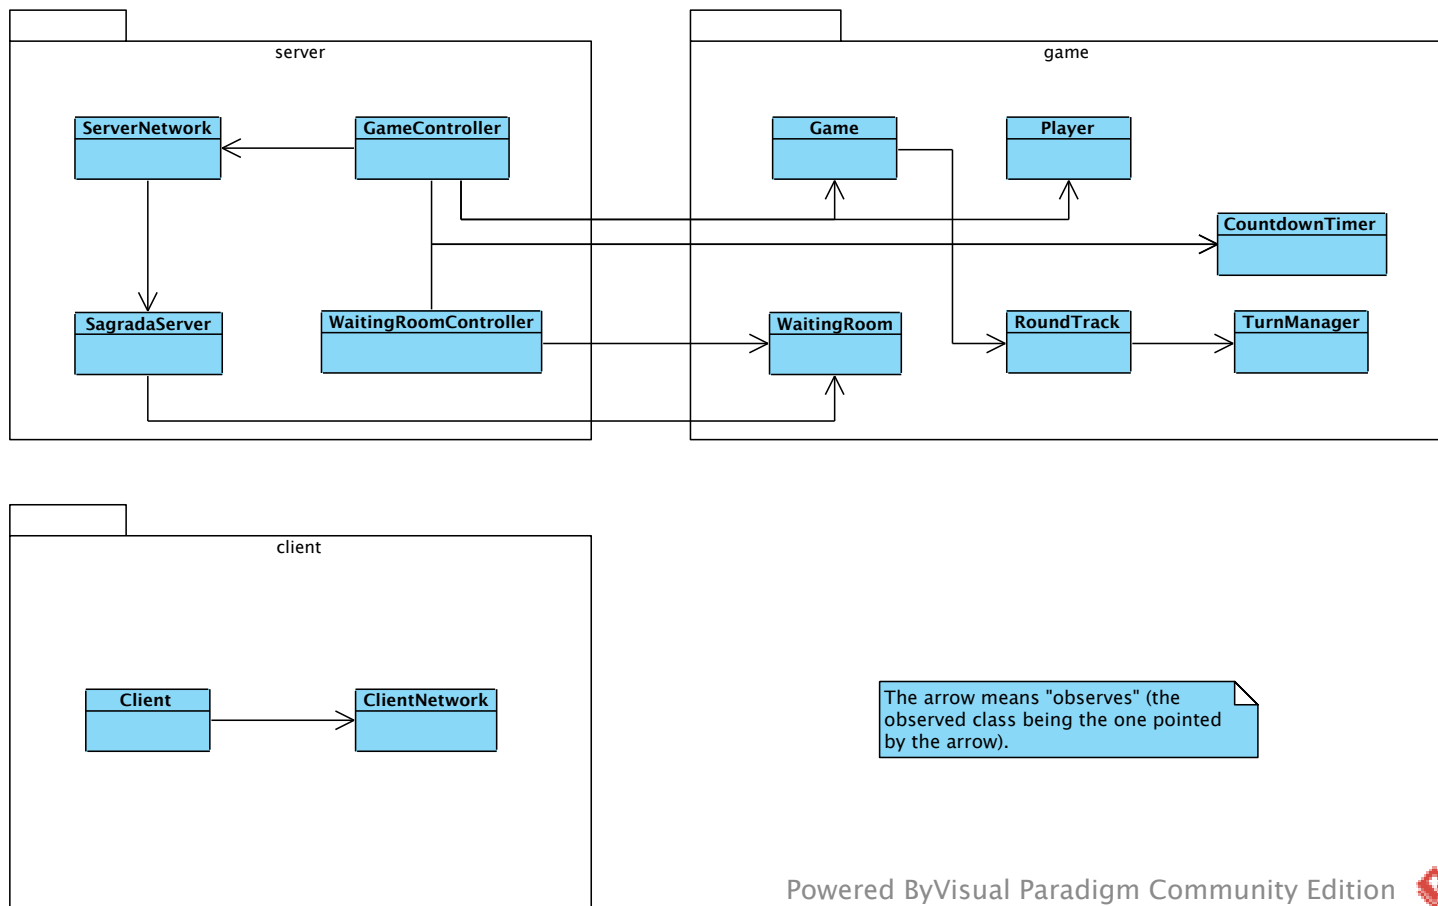 server
game
ServerNetwork
GameController
Game
Player
CountdownTimer
SagradaServer
WaitingRoomController
WaitingRoom
RoundTrack
TurnManager
client
Client
ClientNetwork
The arrow means "observes" (the
observed class being the one pointed
by the arrow).
Powered ByVisual Paradigm Community Edition